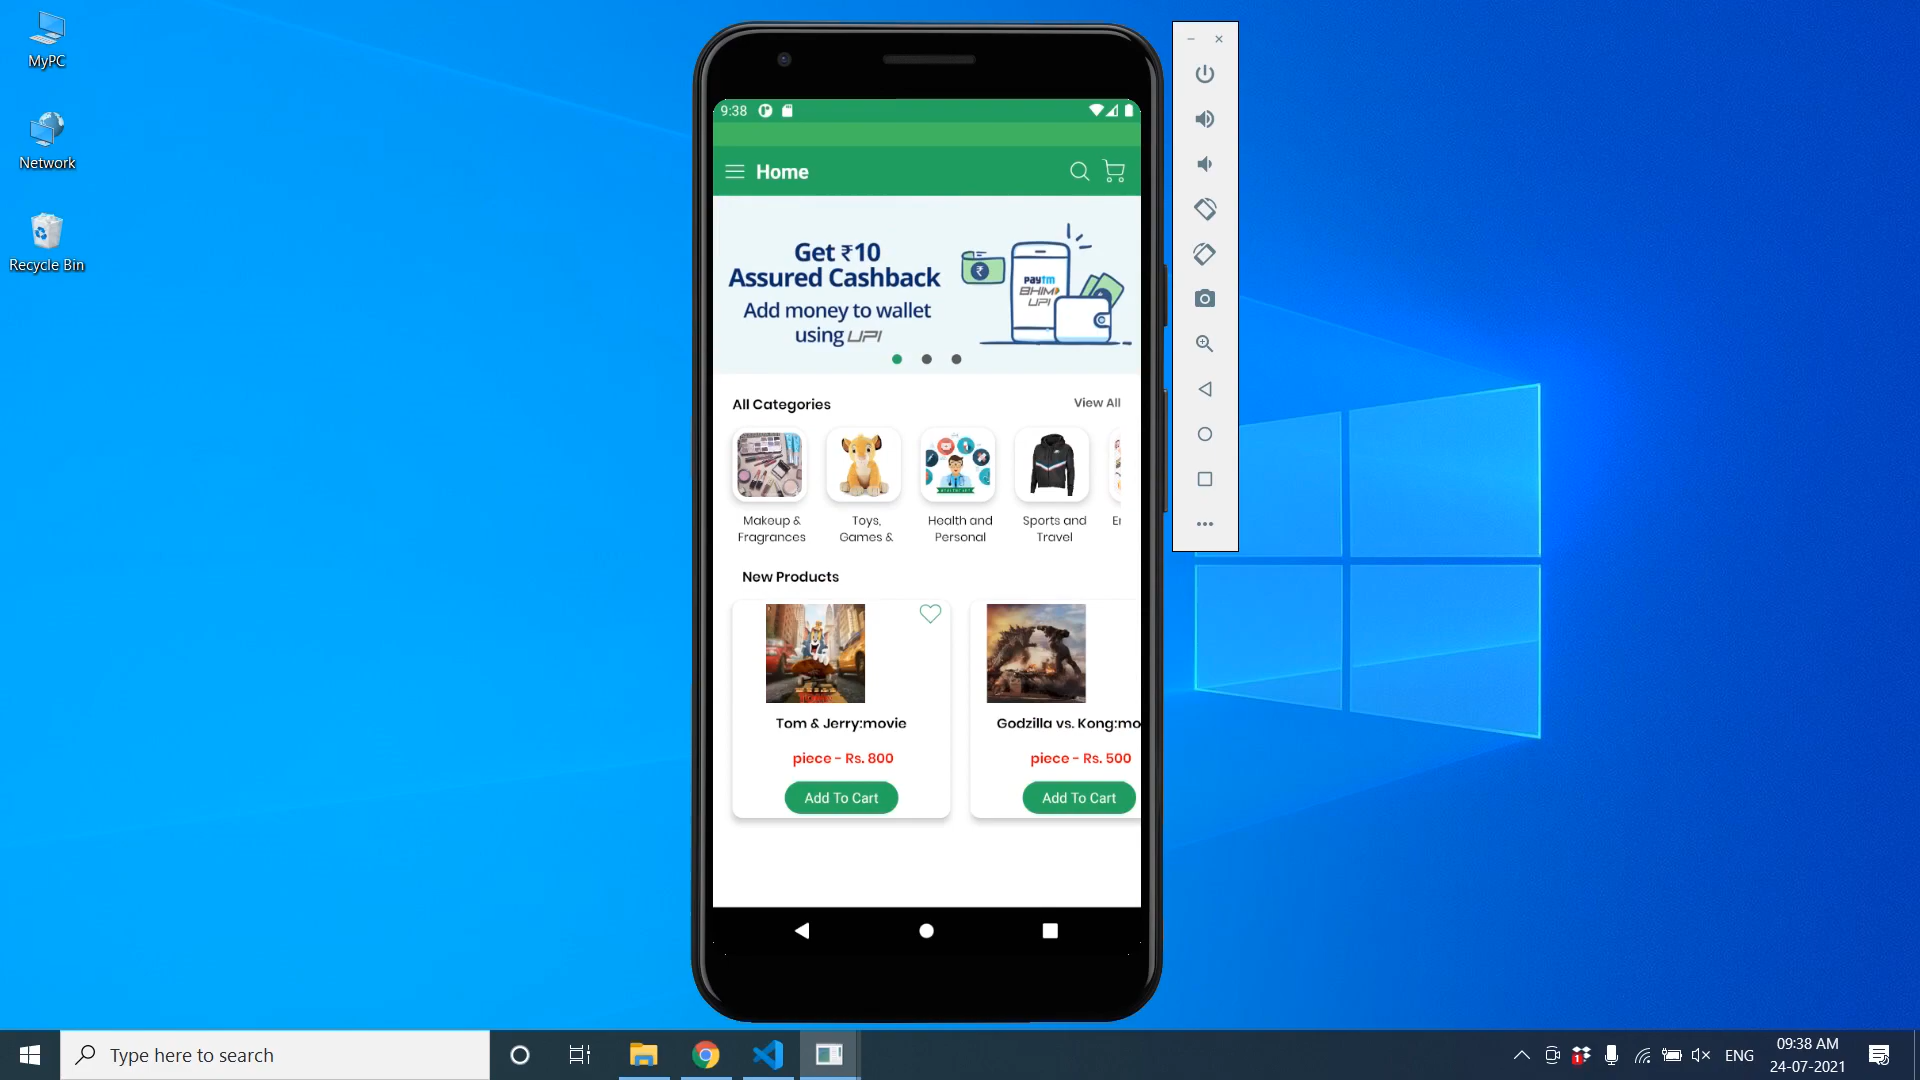 MyPC
Network
Recycle Bin
9:38
Home
Get ₹10
Assured Cashback
Add money to wallet
using UPI
paytm
BHIM
UPI
All Categories
View All
Makeup &
Fragrances
Toys,
Games &
Health and
Personal
Sports and
Travel
New Products
Tom & Jerry:movie
piece - Rs. 800
Add To Cart
Godzilla vs. Kong:mo
piece - Rs. 500
Add To Cart
Type here to search
1
ENG
09:38 AM
24-07-2021